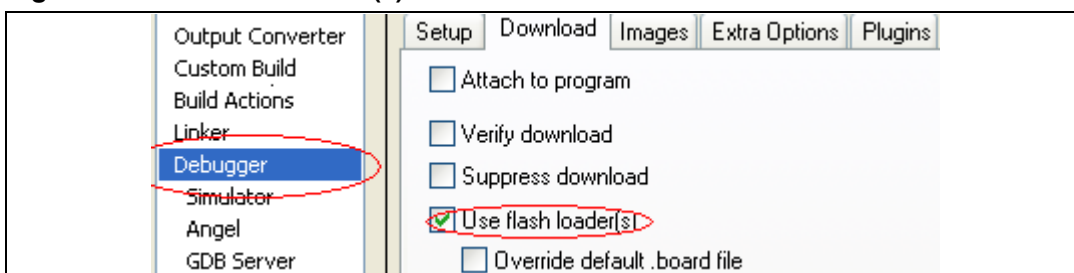 Output Converter
Custom Build
Build Actions
Linker
Debugger
Simulator
Angel
GDB Server
Setup Download Images Extra Options Plugins
Attach to program
Verify download
Suppress download
Use flash loader(s)
Override default .board file